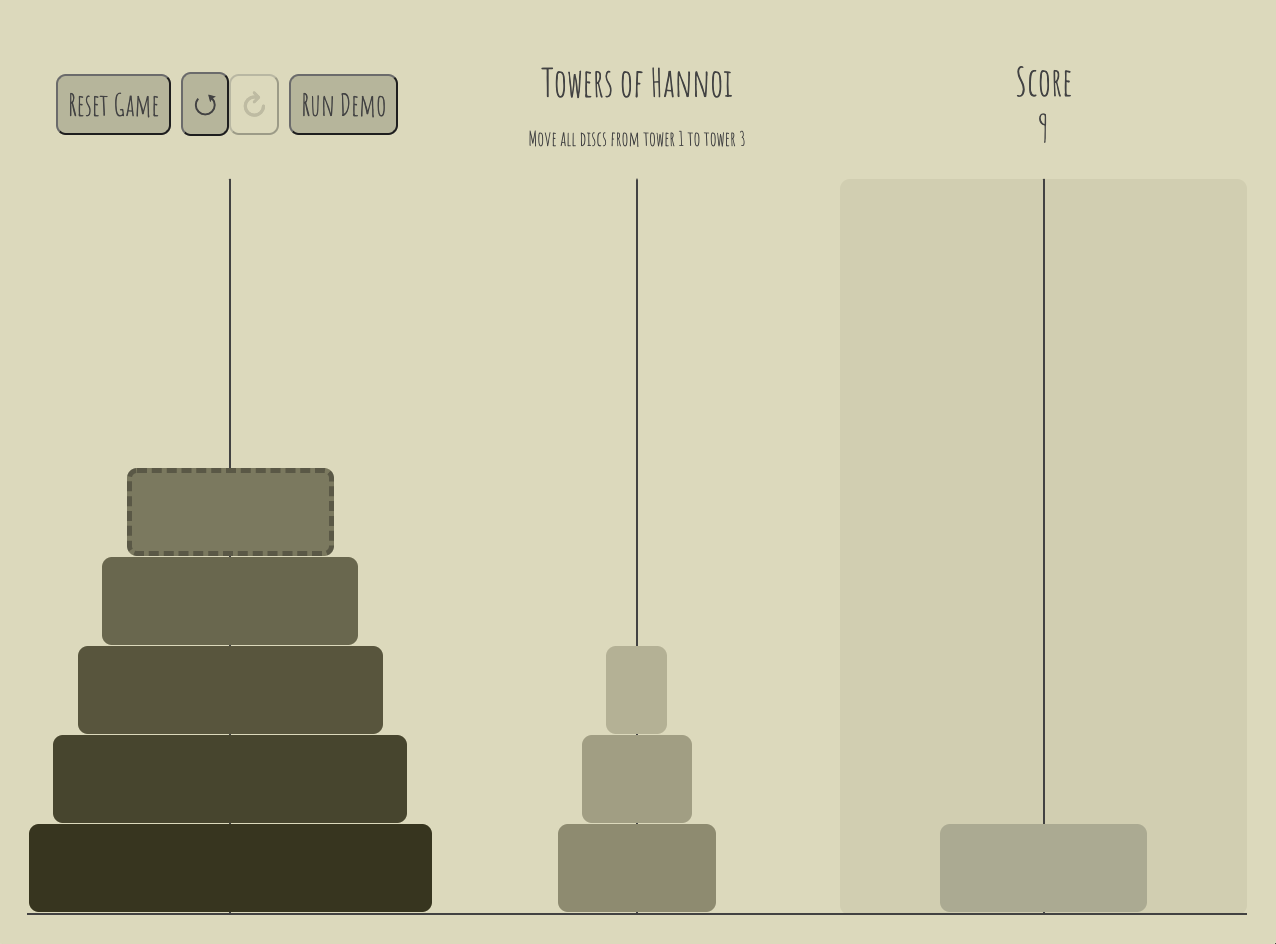 Reset Game
Run Demo
Towers of Hannoi
Move all discs from tower 1 to tower 3
Score
9